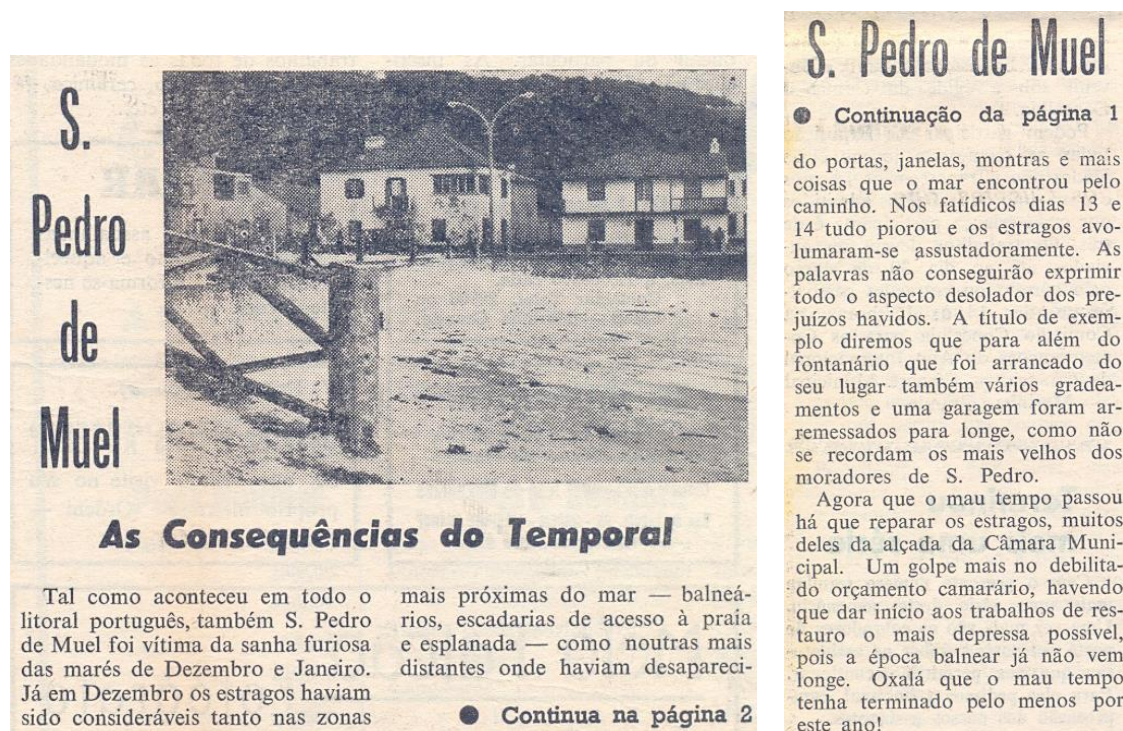 S.
Pedro
de
Muel
As Consequências do Temporal
Tal como aconteceu em todo o
litoral português, também S. Pedro
de Muel foi vítima da sanha furiosa
das marés de Dezembro e Janeiro.
Já em Dezembro os estragos haviam
sido consideráveis tanto nas zonas
mais próximas do mar — balneá-
rios, escadarias de acesso à praia
e esplanada — como noutras mais
distantes onde haviam desapareci-
● Continua na página 2
S. Pedro de Muel
● Continuação da página 1
do portas, janelas, montras e mais
coisas que o mar encontrou pelo
caminho. Nos fatídicos dias 13 e
14 tudo piorou e os estragos avo-
lumaram-se assustadoramente. As
palavras não conseguirão exprimir
todo o aspecto desolador dos pre-
juízos havidos. A título de exem-
plo diremos que para além do
fontanário que foi arrancado do
seu lugar também vários gradea-
mentos e uma garagem foram ar-
remessados para longe, como não
se recordam os mais velhos dos
moradores de S. Pedro.
Agora que o mau tempo passou
há que reparar os estragos, muitos
deles da alçada da Câmara Muni-
cipal. Um golpe mais no debilita-
do orçamento camarário, havendo
que dar início aos trabalhos de res-
tauro o mais depressa possível,
pois a época balnear já não vem
longe. Oxalá que o mau tempo
tenha terminado pelo menos por
este ano!